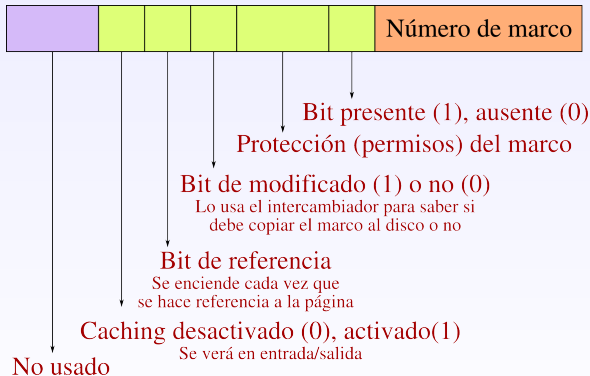 Número de marco
Bit presente (1), ausente (0)
Protección (permisos) del marco
Bit de modificado (1) o no (0)
Lo usa el intercambiador para saber si
debe copiar el marco al disco o no
Bit de referencia
Se enciende cada vez que
se hace referencia a la página
Caching desactivado (0), activado(1)
Se verá en entrada/salida
No usado